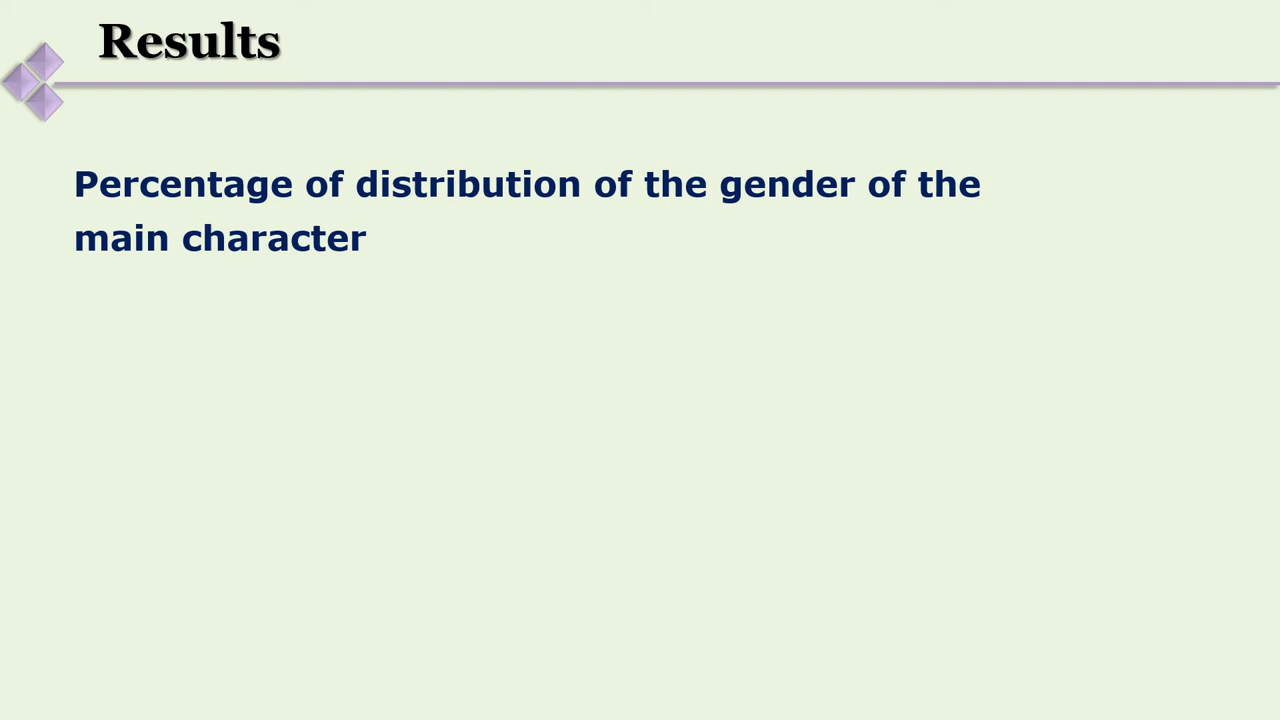 Results
Percentage of distribution of the gender of the
main character